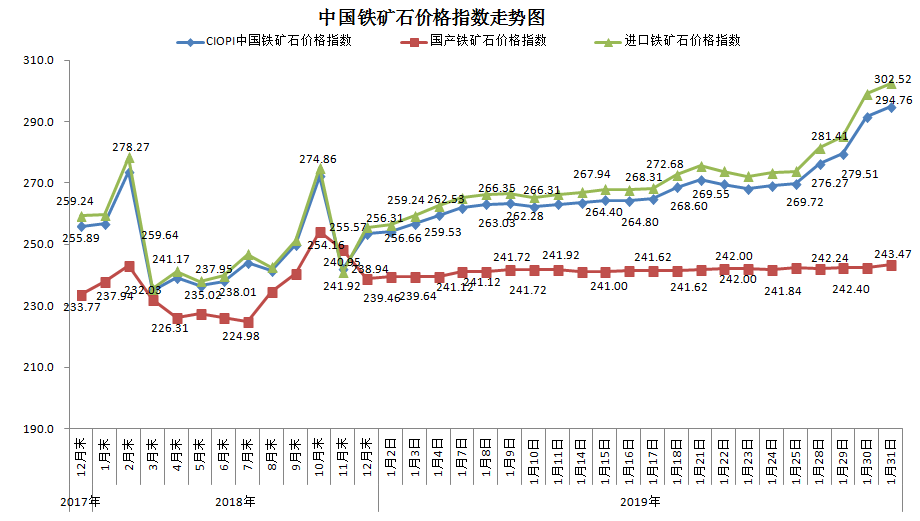 中国铁矿石价格指数走势图
CIOPI中国铁矿石价格指数 国产铁矿石价格指数 进口铁矿石价格指数
310.0
290.0
270.0
250.0
230.0
210.0
190.0
259.24 278.27 259.64 241.17 237.95 274.86 240.95 255.57 256.31 259.24 262.53 266.35 266.31 267.94 268.31 272.68 281.41 302.52
255.89 235.02 238.01 241.92 256.66 259.53 263.03 262.28 264.40 264.80 268.60 269.55 269.72 276.27 279.51 294.76
233.77 237.94 232.03 226.31 224.98 254.16 238.94 239.46 239.64 241.12 241.12 241.72 241.72 241.92 241.00 241.62 241.62 242.00 242.00 241.84 242.24 242.40 243.47
12月末 1月末 2月末 3月末 4月末 5月末 6月末 7月末 8月末 9月末 10月末 11月末 12月末 1月2日 1月3日 1月4日 1月7日 1月8日 1月9日 1月10日 1月11日 1月14日 1月15日 1月16日 1月17日 1月18日 1月21日 1月22日 1月23日 1月24日 1月25日 1月28日 1月29日 1月30日 1月31日
2017年 2018年 2019年